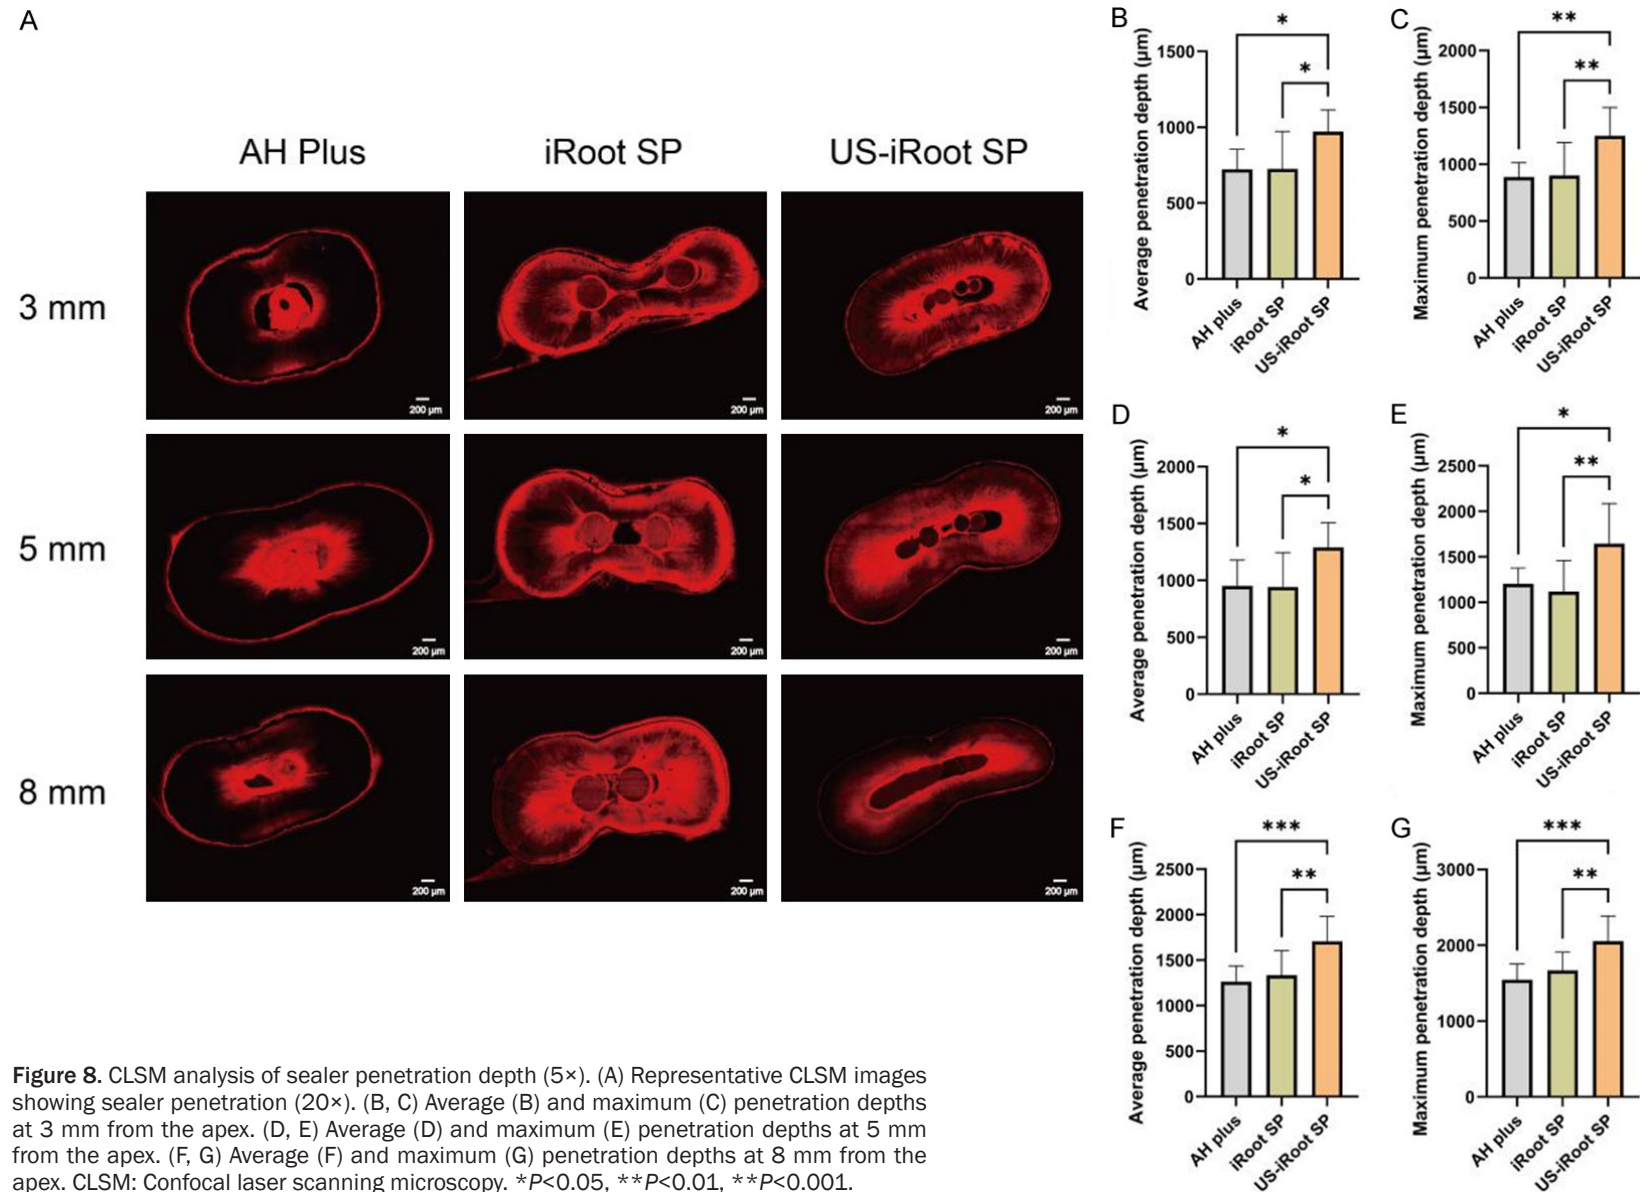 A
AH Plus
iRoot SP
US-iRoot SP
3 mm
200 µm
200 µm
200 µm
5 mm
200 µm
200 µm
200 µm
8 mm
200 µm
200 µm
200 µm
B
Average penetration depth (µm)
1500
1000
500
0
*
*
AH plus
iRoot SP
US-iRoot SP
C
Maximum penetration depth (µm)
2000
1500
1000
500
0
**
**
AH plus
iRoot SP
US-iRoot SP
D
Average penetration depth (µm)
2000
1500
1000
500
0
*
*
AH plus
iRoot SP
US-iRoot SP
E
Maximum penetration depth (µm)
2500
2000
1500
1000
500
0
*
**
AH plus
iRoot SP
US-iRoot SP
F
Average penetration depth (µm)
2500
2000
1500
1000
500
0
***
**
AH plus
iRoot SP
US-iRoot SP
G
Maximum penetration depth (µm)
3000
2000
1000
0
***
**
AH plus
iRoot SP
US-iRoot SP
Figure 8. CLSM analysis of sealer penetration depth (5×). (A) Representative CLSM images
showing sealer penetration (20×). (B, C) Average (B) and maximum (C) penetration depths
at 3 mm from the apex. (D, E) Average (D) and maximum (E) penetration depths at 5 mm
from the apex. (F, G) Average (F) and maximum (G) penetration depths at 8 mm from the
apex. CLSM: Confocal laser scanning microscopy. *P<0.05, **P<0.01, **P<0.001.